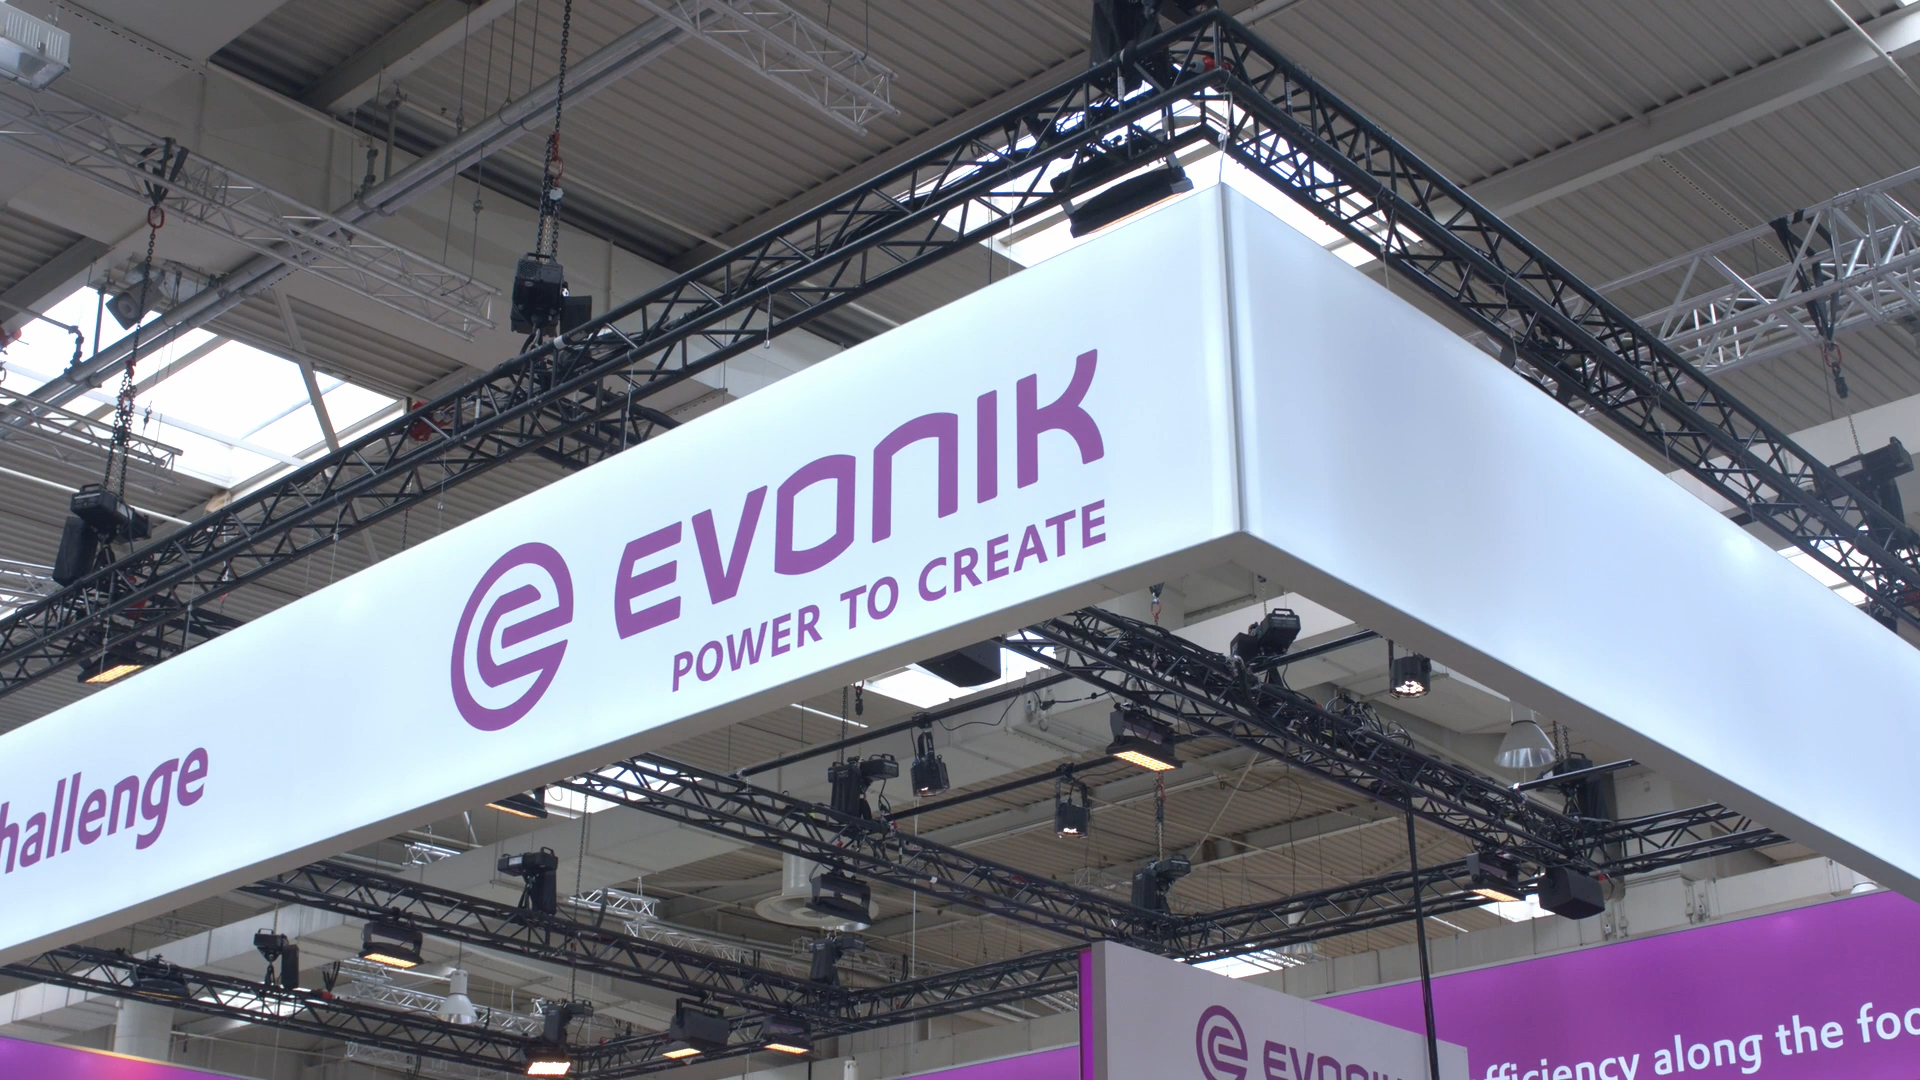 EVONIK
POWER TO CREATE
hallenge
EVONIK
fficiency along the foo